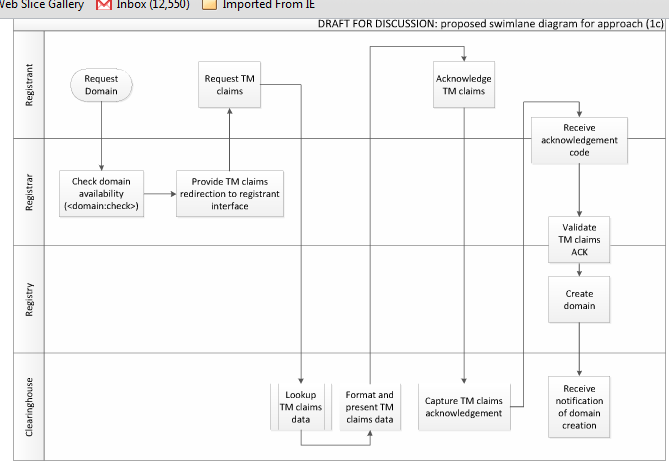 Web Slice Gallery
Inbox (12,550)
Imported From IE
DRAFT FOR DISCUSSION: proposed swimlane diagram for approach (1c)
Registrant
Request
Domain
Request TM
claims
Acknowledge
TM claims
Receive
acknowledgement
code
Registrar
Check domain
availability
(<domain:check>)
Provide TM claims
redirection to registrant
interface
Validate
TM claims
ACK
Registry
Create
domain
Clearinghouse
Lookup
TM claims
data
Format and
present TM
claims data
Capture TM claims
acknowledgement
Receive
notification
of domain
creation